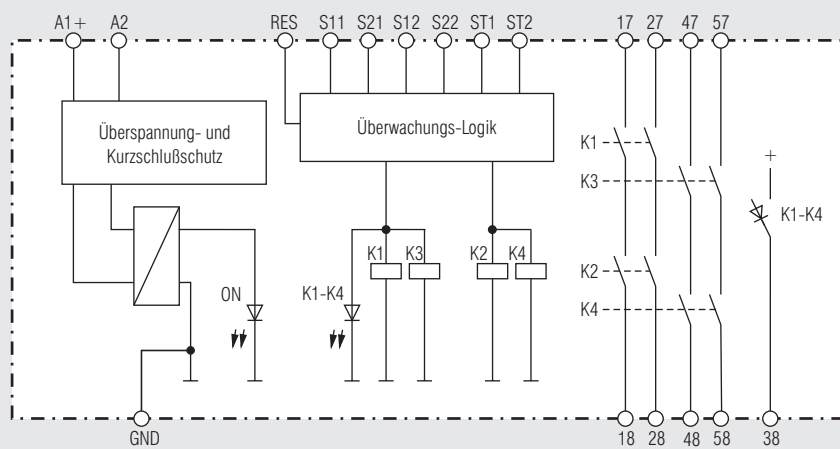 A1+ A2 RES S11 S21 S12 S22 ST1 ST2 17 27 47 57
Überspannung- und
Kurzschlußschutz
Überwachungs-Logik
K1
K3
+
K1-K4
K1 K3 K2 K4
K2
ON K1-K4
K4
GND 18 28 48 58 38